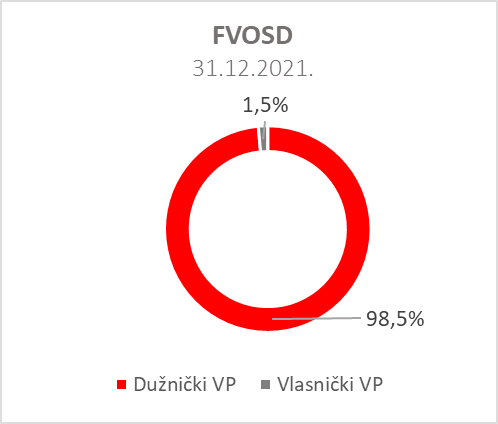 FVOSD
31.12.2021.
1,5%
98,5%
Dužnički VP
Vlasnički VP